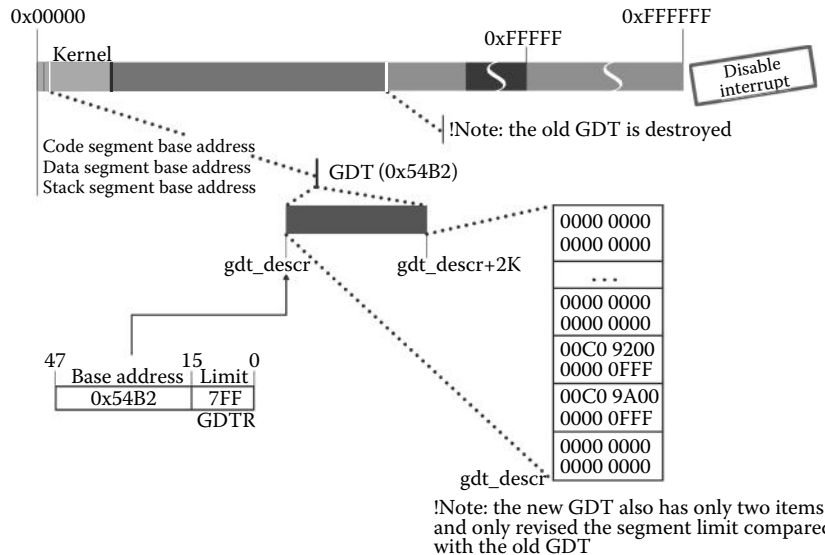 0x00000
0xFFFFFF
0xFFFFF
Kernel
Disable
interrupt
!Note: the old GDT is destroyed
Code segment base address
Data segment base address
Stack segment base address
GDT (0x54B2)
gdt_descr
gdt_descr+2K
0000 0000
0000 0000
...
0000 0000
0000 0000
00C0 9200
0000 0FFF
00C0 9A00
0000 0FFF
0000 0000
0000 0000
47 15 0
Base address Limit
0x54B2 7FF
GDTR
gdt_descr
!Note: the new GDT also has only two items
and only revised the segment limit compared
with the old GDT